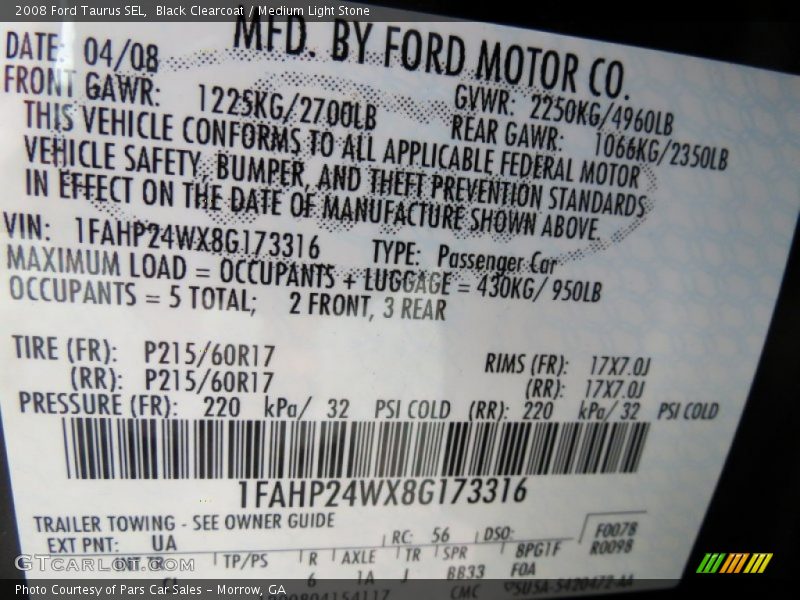 2008 Ford Taurus SEL, Black Clearcoat / Medium Light Stone
MFD. BY FORD MOTOR CO.
DATE: 04/08
GVWR: 2250KG/4960LB
FRONT GAWR: 1225KG/2700LB
REAR GAWR: 1066KG/2350LB
THIS VEHICLE CONFORMS TO ALL APPLICABLE FEDERAL MOTOR
VEHICLE SAFETY, BUMPER, AND THEFT PREVENTION STANDARDS
IN EFFECT ON THE DATE OF MANUFACTURE SHOWN ABOVE.
VIN: 1FAHP24WX8G173316 TYPE: Passenger Car
MAXIMUM LOAD = OCCUPANTS + LUGGAGE = 430KG/ 950LB
OCCUPANTS = 5 TOTAL; 2 FRONT, 3 REAR
TIRE (FR): P215/60R17 RIMS (FR): 17X7.0J
(RR): P215/60R17 (RR): 17X7.0J
PRESSURE (FR): 220 kPa/ 32 PSI COLD (RR): 220 kPa/ 32 PSI COLD
1FAHP24WX8G173316
TRAILER TOWING - SEE OWNER GUIDE
EXT PNT: UA RC: 56 DSO: F0078
R0098
INT TR TP/PS R AXLE TR SPR 8PG1F
6 1A J BB33 F0A
GTCarLot.com
Photo Courtesy of Pars Car Sales - Morrow, GA